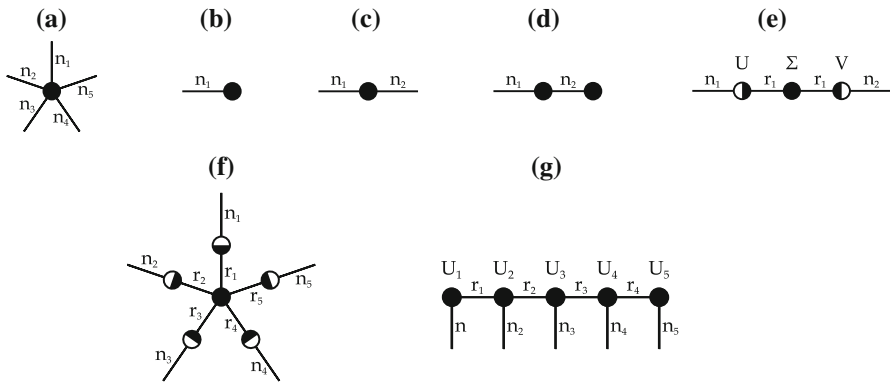 (a) (b) (c) (d) (e)
U Σ V
n₁ n₂ n₃ n₄ n₅
n₁
n₁ n₂
n₁ n₂
n₁ r₁ r₁ n₂
(f) (g)
n₁ n₂ n₃ n₄ n₅
r₁ r₂ r₃ r₄ r₅
U₁ U₂ U₃ U₄ U₅
r₁ r₂ r₃ r₄
n n₂ n₃ n₄ n₅